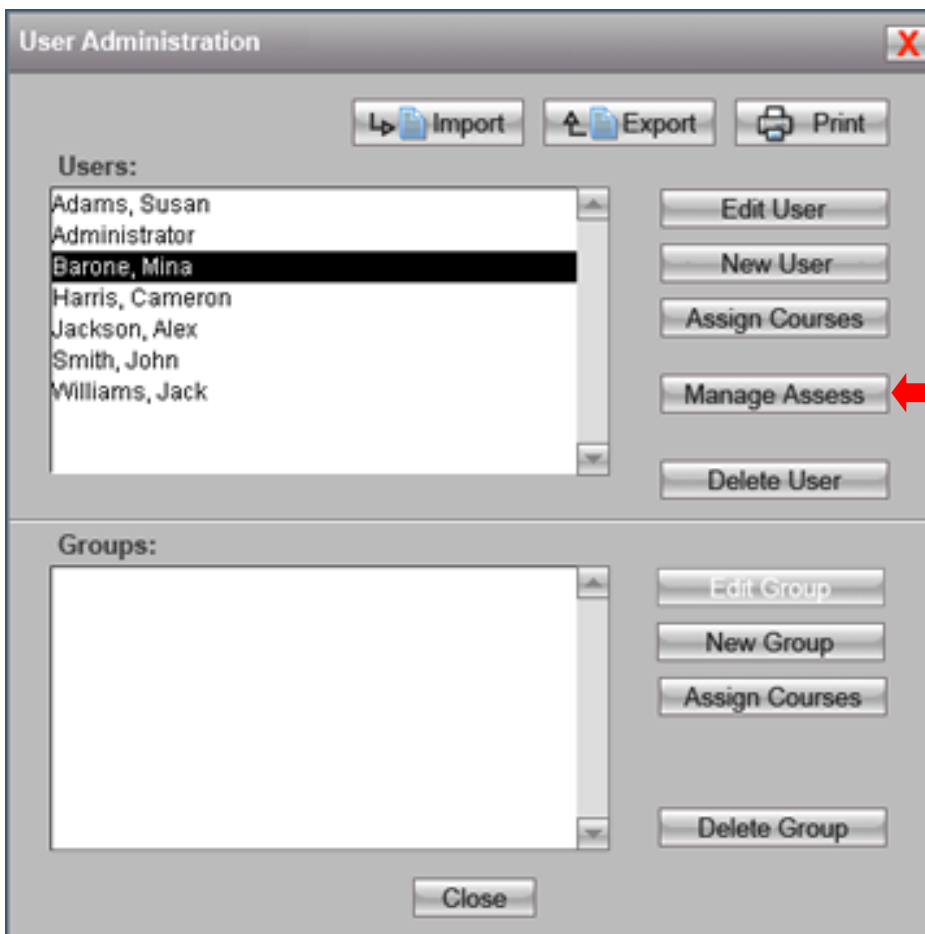 User Administration X
Import Export Print
Users:
Adams, Susan
Administrator
Barone, Mina
Harris, Cameron
Jackson, Alex
Smith, John
Williams, Jack
Edit User
New User
Assign Courses
Manage Assess
Delete User
Groups:
Edit Group
New Group
Assign Courses
Delete Group
Close